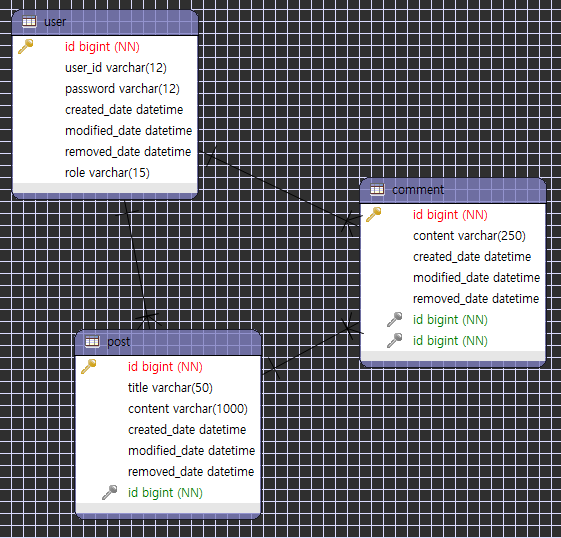 user
id bigint (NN)
user_id varchar(12)
password varchar(12)
created_date datetime
modified_date datetime
removed_date datetime
role varchar(15)
comment
id bigint (NN)
content varchar(250)
created_date datetime
modified_date datetime
removed_date datetime
id bigint (NN)
id bigint (NN)
post
id bigint (NN)
title varchar(50)
content varchar(1000)
created_date datetime
modified_date datetime
removed_date datetime
id bigint (NN)